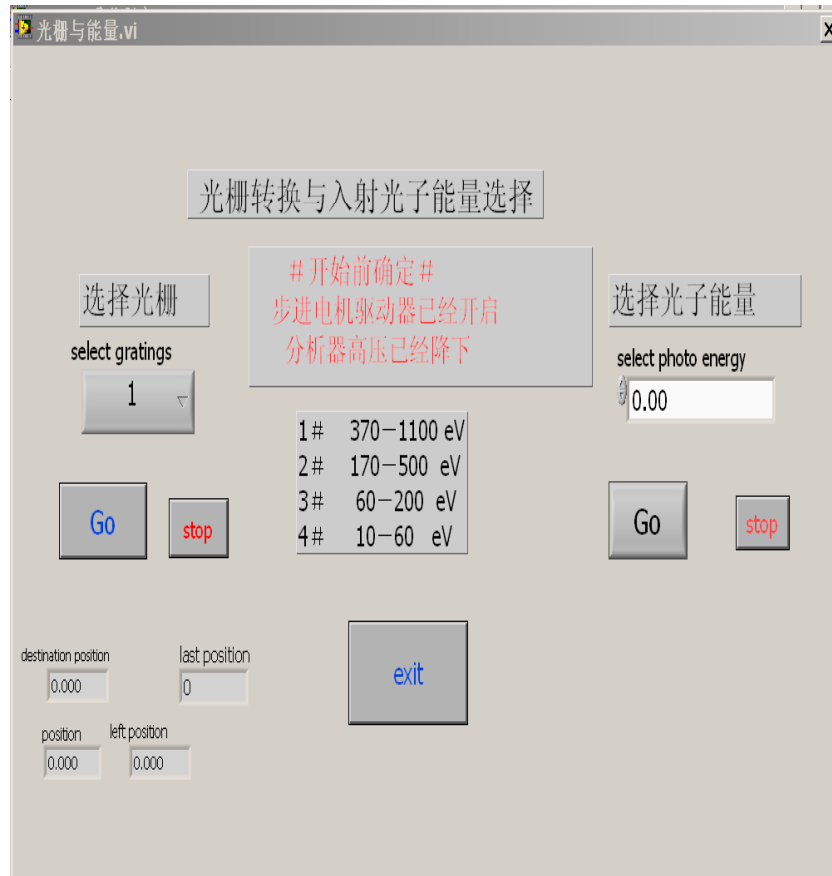 光栅与能量.vi
光栅转换与入射光子能量选择
#开始前确定#
步进电机驱动器已经开启
分析器高压已经降下
选择光栅
select gratings
1
Go
stop
1# 370-1100 eV
2# 170-500 eV
3# 60-200 eV
4# 10-60 eV
选择光子能量
select photo energy
0.00
Go
stop
destination position
0.000
last position
0
position
0.000
left position
0.000
exit